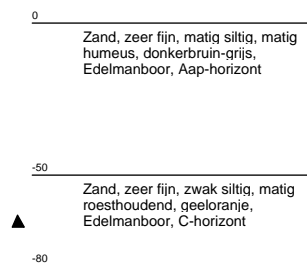 0
Zand, zeer fijn, matig siltig, matig
humeus, donkerbruin-grijs,
Edelmanboor, Aap-horizont
-50
Zand, zeer fijn, zwak siltig, matig
roesthoudend, geeloranje,
Edelmanboor, C-horizont
-80